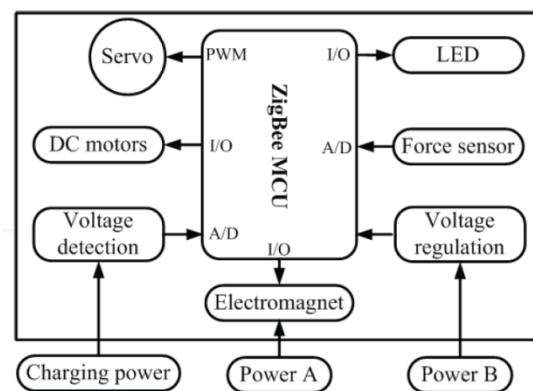 Servo
PWM
I/O
LED
ZigBee MCU
DC motors
I/O
A/D
Force sensor
Voltage
detection
A/D
I/O
Voltage
regulation
Electromagnet
Charging power
Power A
Power B